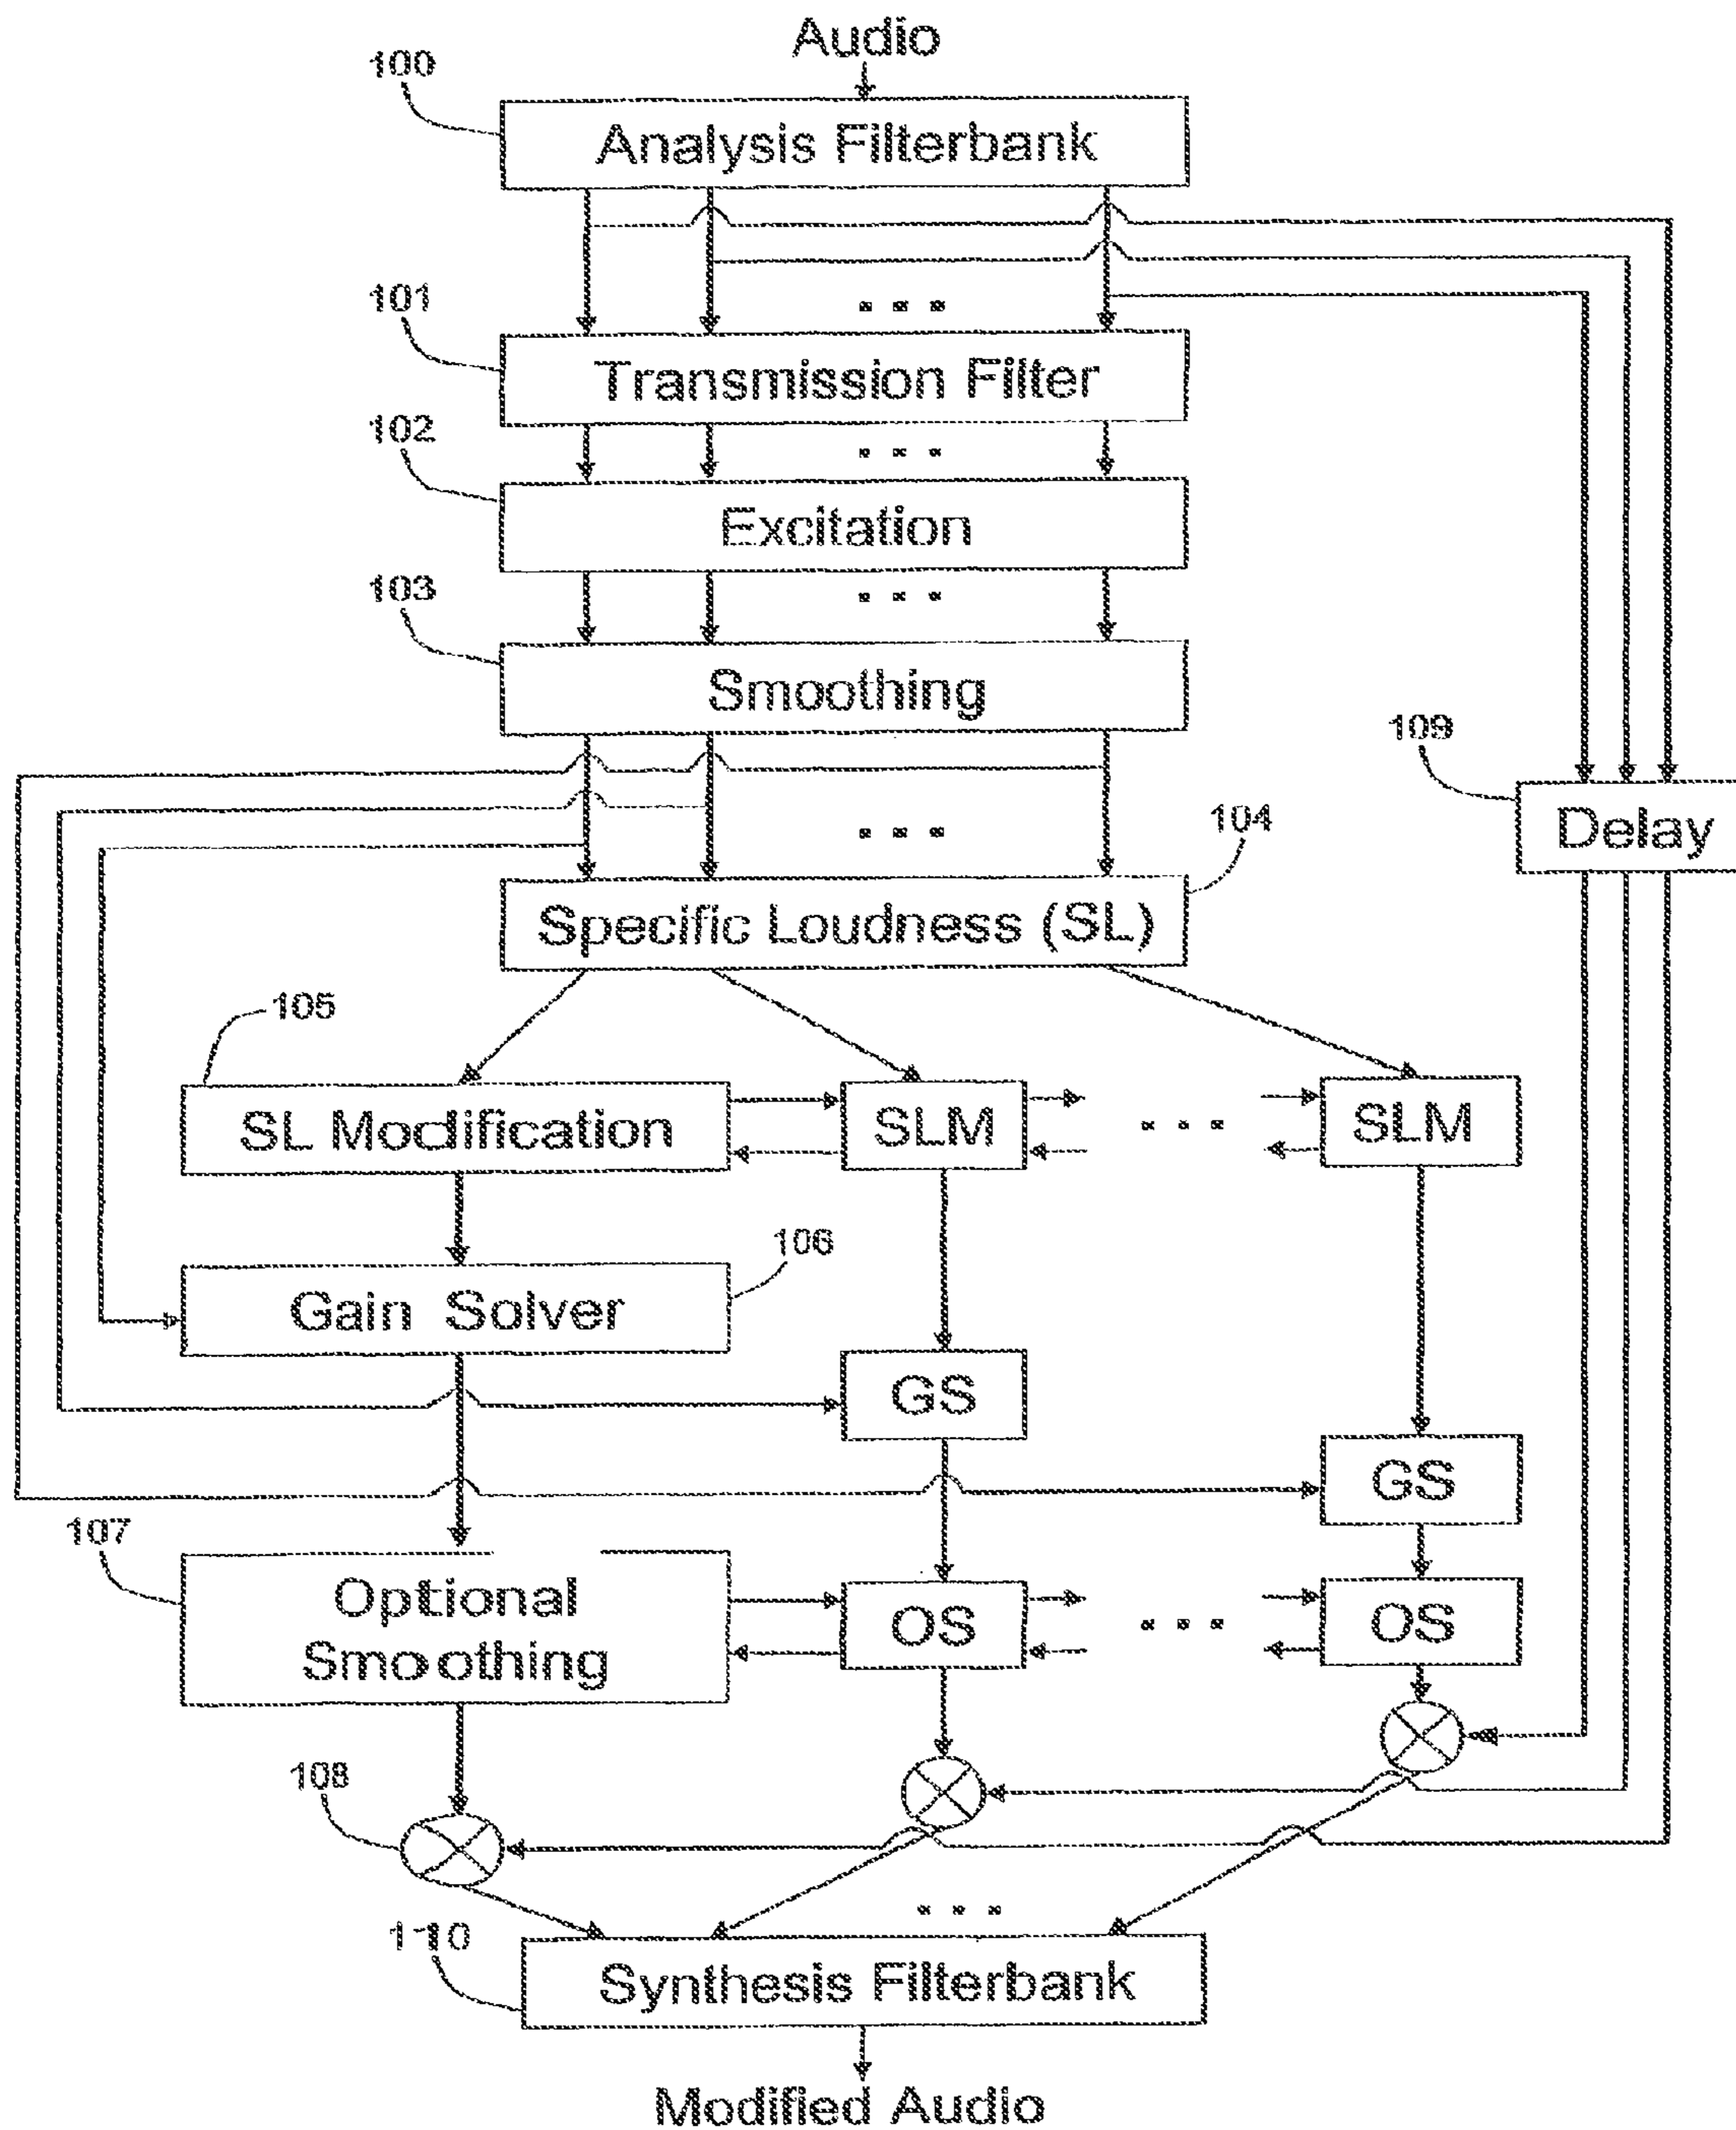 Audio
100
Analysis Filterbank
101
. . .
Transmission Filter
102
. . .
Excitation
103
. . .
Smoothing
109
Delay
. . .
104
Specific Loudness (SL)
105
SL Modification
SLM
. . .
SLM
106
Gain Solver
GS
GS
107
Optional
Smoothing
OS
. . .
OS
108
. . .
110
Synthesis Filterbank
Modified Audio